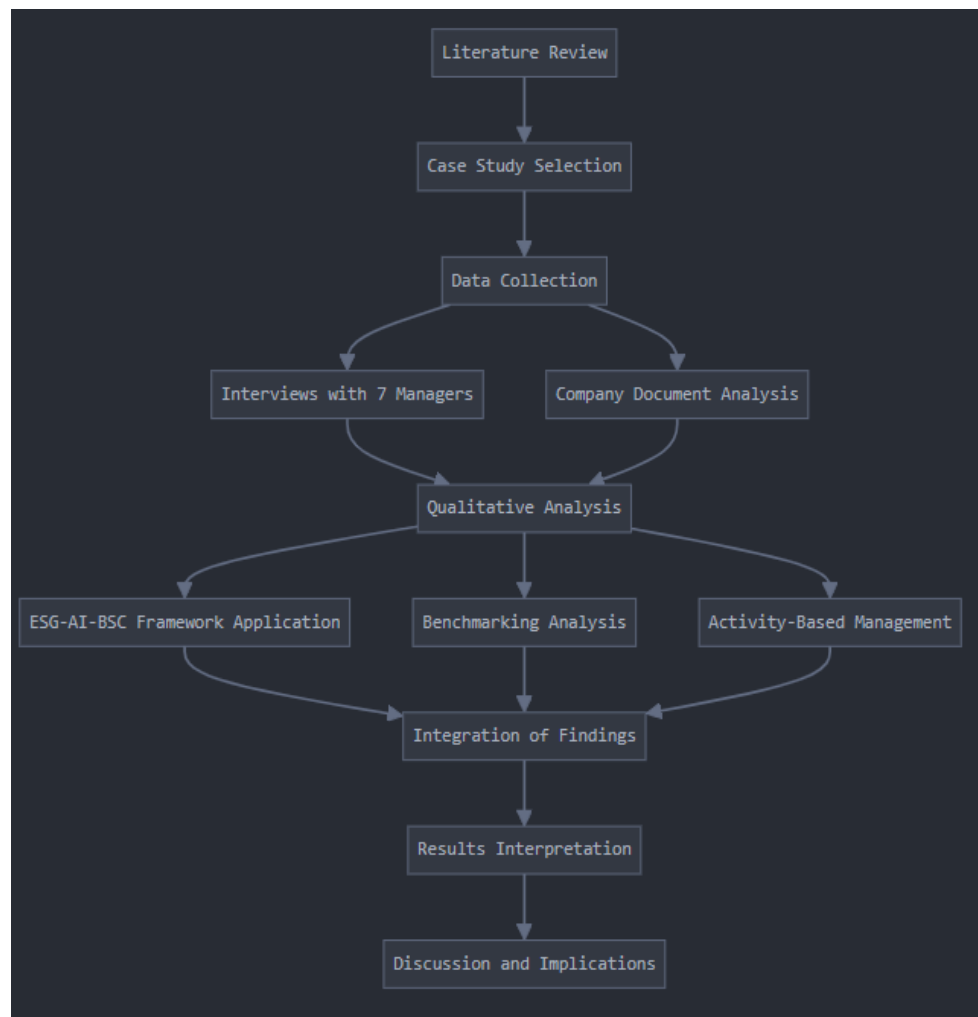 Literature Review
Case Study Selection
Data Collection
Interviews with 7 Managers
Company Document Analysis
Qualitative Analysis
ESG-AI-BSC Framework Application
Benchmarking Analysis
Activity-Based Management
Integration of Findings
Results Interpretation
Discussion and Implications